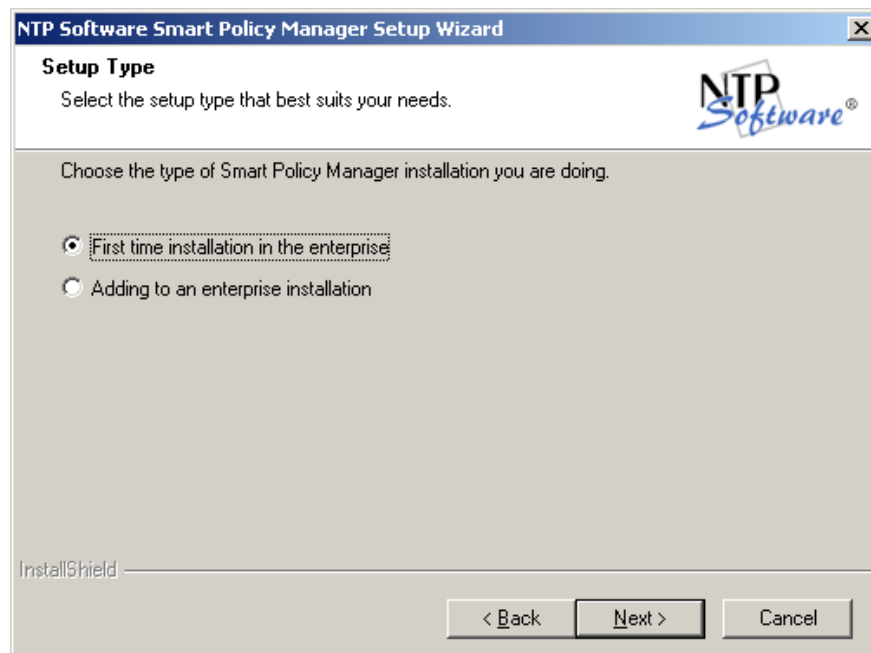 NTP Software Smart Policy Manager Setup Wizard
Setup Type
Select the setup type that best suits your needs.
NTP
Software®
Choose the type of Smart Policy Manager installation you are doing.
First time installation in the enterprise
Adding to an enterprise installation
InstallShield
< Back Next > Cancel